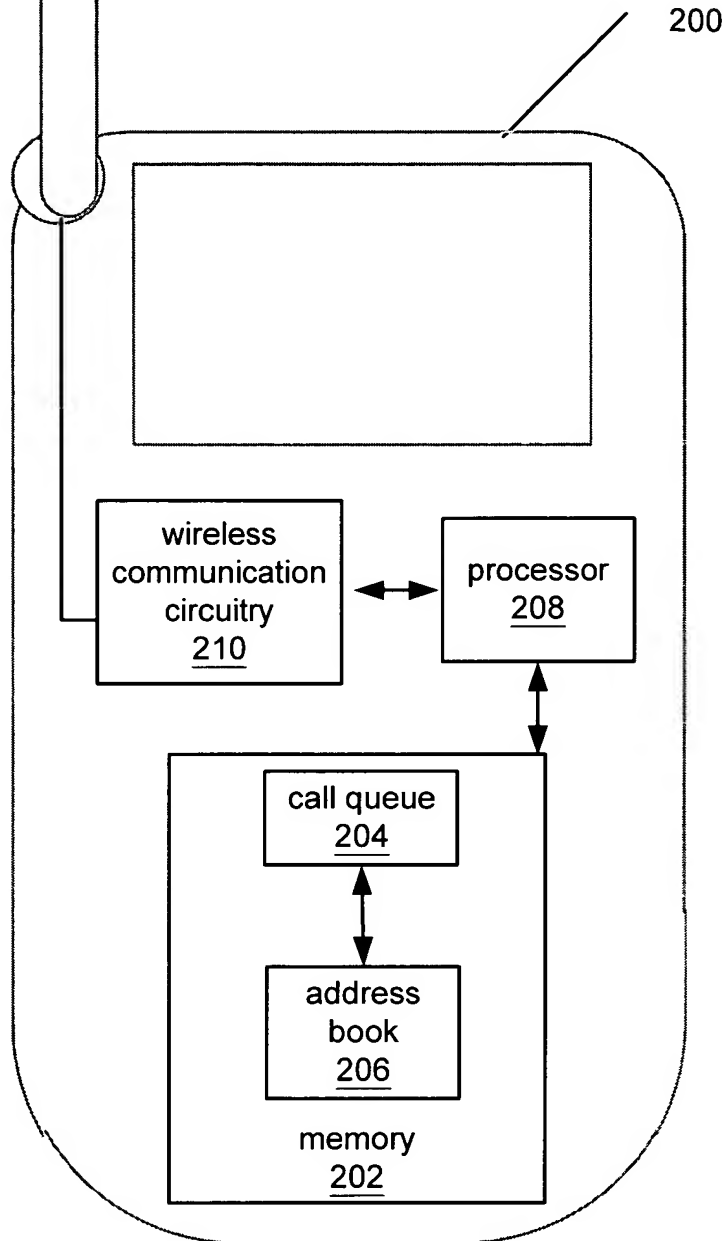 200
wireless
communication
circuitry
210
processor
208
call queue
204
address
book
206
memory
202